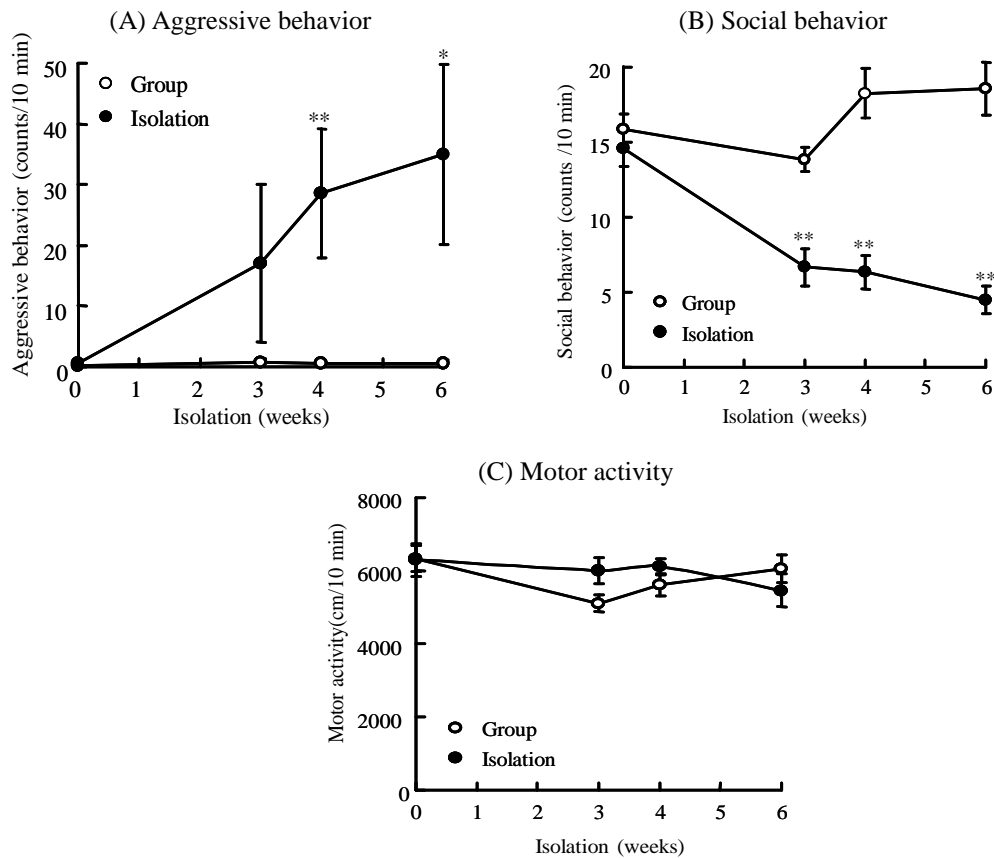 (A) Aggressive behavior
Aggressive behavior (counts/10 min)
50
40
30
20
10
0
Group
Isolation
**
*
0 1 2 3 4 5 6
Isolation (weeks)
(B) Social behavior
Social behavior (counts /10 min)
20
15
10
5
0
**
**
**
Group
Isolation
0 1 2 3 4 5 6
Isolation (weeks)
(C) Motor activity
Motor activity(cm/10 min)
8000
6000
4000
2000
0
Group
Isolation
0 1 2 3 4 5 6
Isolation (weeks)